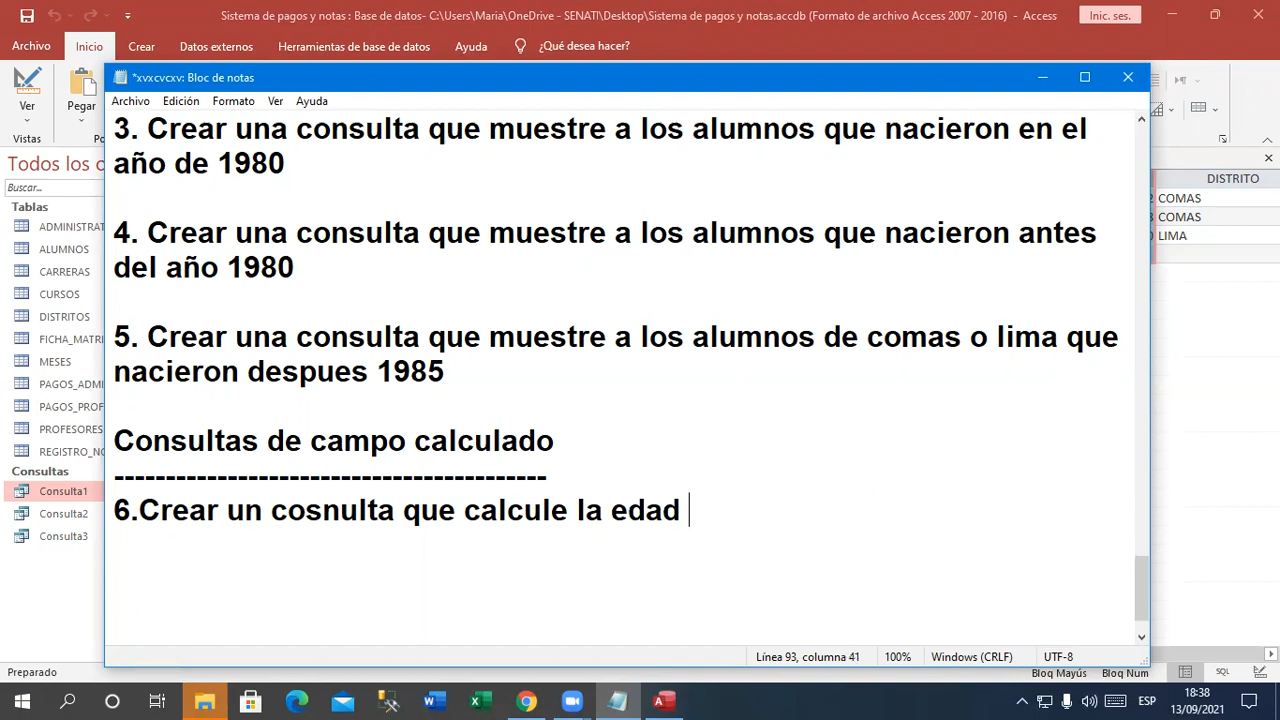 Sistema de pagos y notas : Base de datos- C:\Users\Maria\OneDrive - SENATI\Desktop\Sistema de pagos y notas.accdb (Formato de archivo Access 2007 - 2016) - Access
Inic. ses.
Archivo Inicio Crear Datos externos Herramientas de base de datos Ayuda ¿Qué desea hacer?
*xvxcvcxv: Bloc de notas
Ver
Pegar
Archivo Edición Formato Ver Ayuda
Vistas
3. Crear una consulta que muestre a los alumnos que nacieron en el
año de 1980
4. Crear una consulta que muestre a los alumnos que nacieron antes
del año 1980
5. Crear una consulta que muestre a los alumnos de comas o lima que
nacieron despues 1985
Consultas de campo calculado
------------------------------------------
6.Crear un cosnulta que calcule la edad
Todos los o
Buscar...
Tablas
ADMINISTRAT
ALUMNOS
CARRERAS
CURSOS
DISTRITOS
FICHA_MATRI
MESES
PAGOS_ADMI
PAGOS_PROF
PROFESORES
REGISTRO_NO
Consultas
Consulta1
Consulta2
Consulta3
DISTRITO
COMAS
COMAS
LIMA
Línea 93, columna 41 100% Windows (CRLF) UTF-8
Preparado
Bloq Mayús Bloq Num SQL
ESP
18:38
13/09/2021